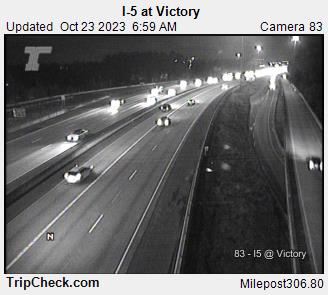 I-5 at Victory
Updated Oct 23 2023 6:59 AM Camera 83
T
N
83 - I5 @ Victory
TripCheck.com Milepost306.80